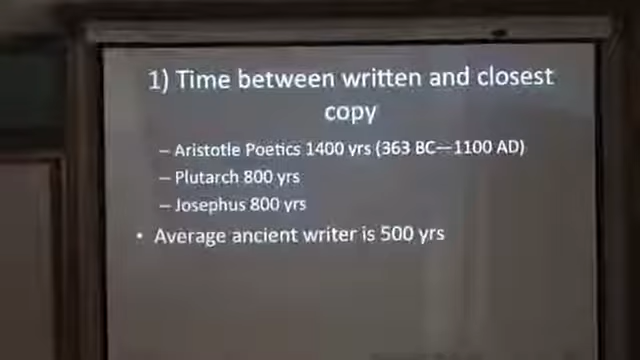 1) Time between written and closest
copy
– Aristotle Poetics 1400 yrs (363 BC—1100 AD)
– Plutarch 800 yrs
– Josephus 800 yrs
• Average ancient writer is 500 yrs